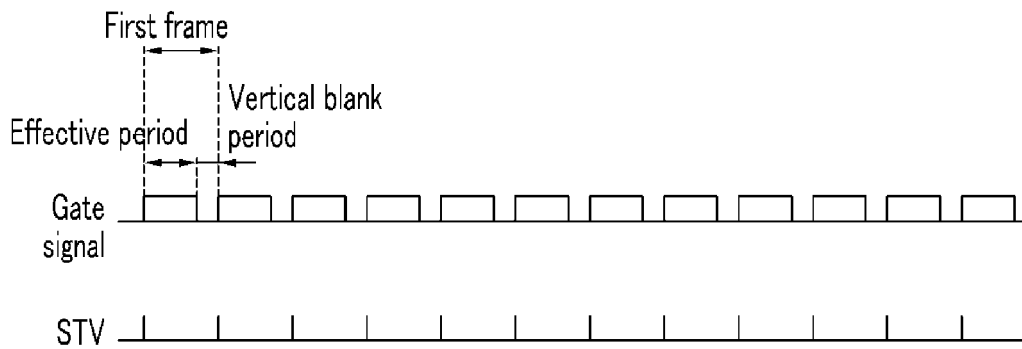 First frame
Vertical blank
period
Effective period
Gate
signal
STV